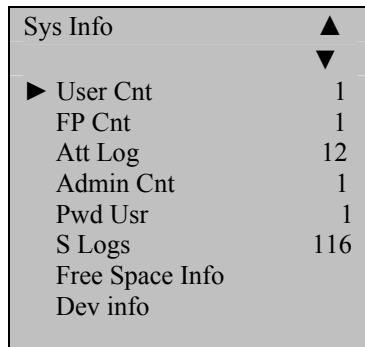 Sys Info ▲
▼
► User Cnt 1
FP Cnt 1
Att Log 12
Admin Cnt 1
Pwd Usr 1
S Logs 116
Free Space Info
Dev info